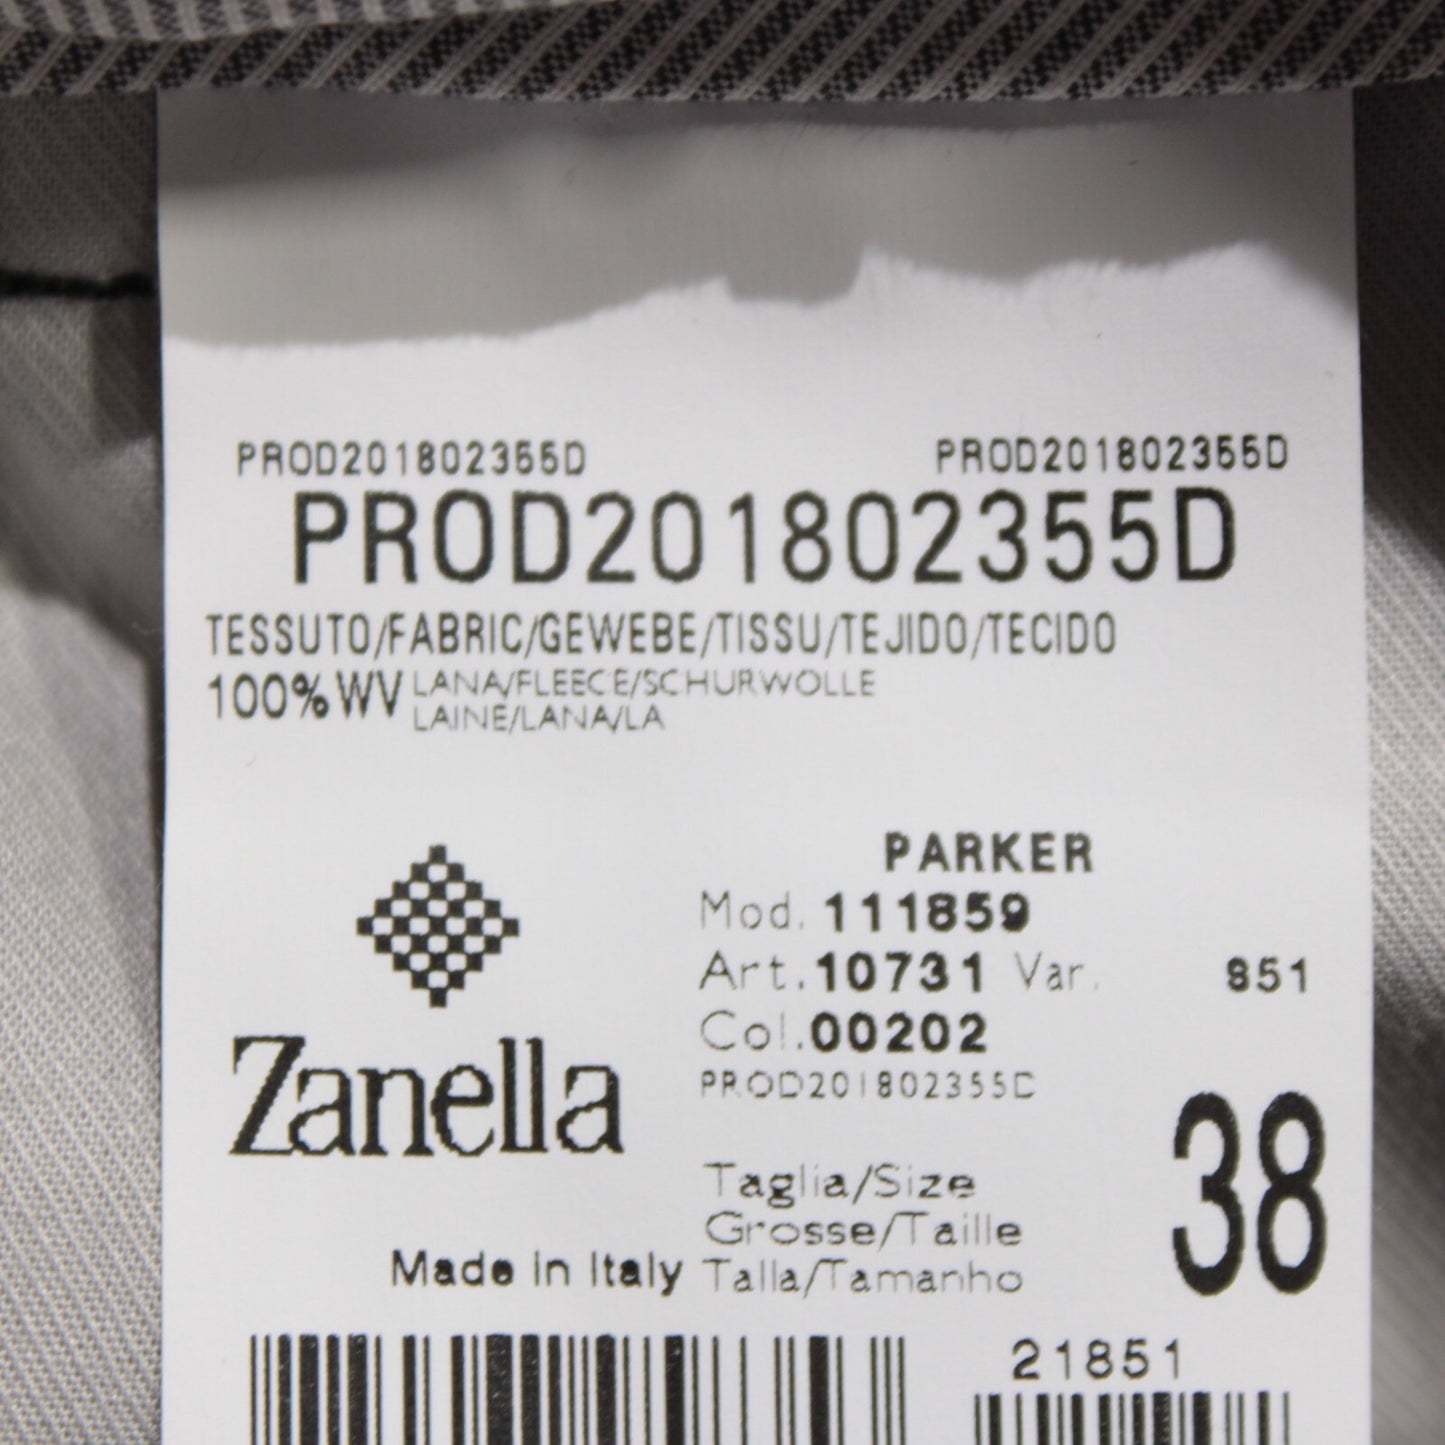 PROD201802355D PROD201802355D
PROD201802355D
TESSUTO/FABRIC/GEWEBE/TISSU/TEJIDO/TECIDO
100% WV LANA/FLEECE/SCHURWOLLE
LAINE/LANA/LA
PARKER
Mod. 111859
Art. 10731 Var. 851
Col. 00202
PROD201802355D
Zanella
38
Taglia/Size
Grosse/Taille
Made in Italy Talla/Tamanho
21851